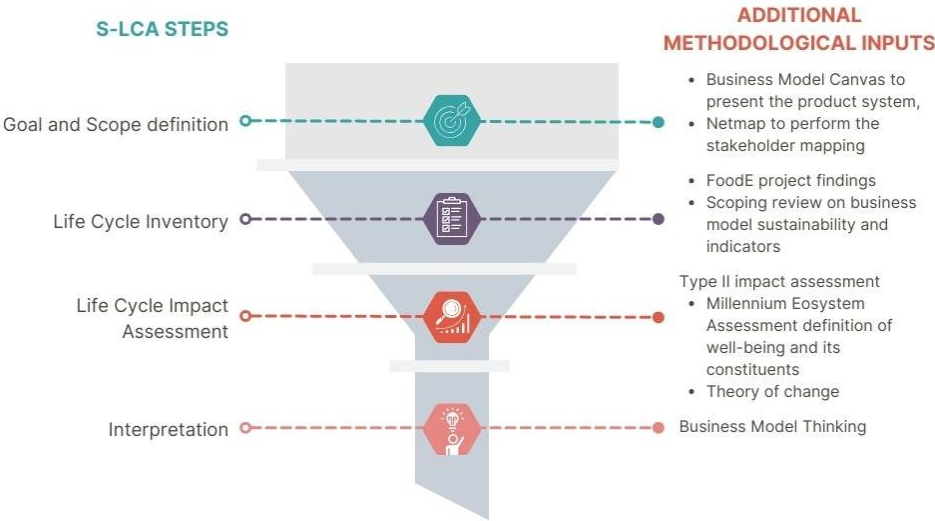 S-LCA STEPS
ADDITIONAL
METHODOLOGICAL INPUTS
Goal and Scope definition
• Business Model Canvas to
present the product system,
• Netmap to perform the
stakeholder mapping
Life Cycle Inventory
• FoodE project findings
• Scoping review on business
model sustainability and
indicators
Life Cycle Impact
Assessment
Type II impact assessment
• Millennium Eosystem
Assessment definition of
well-being and its
constituents
• Theory of change
Interpretation
Business Model Thinking